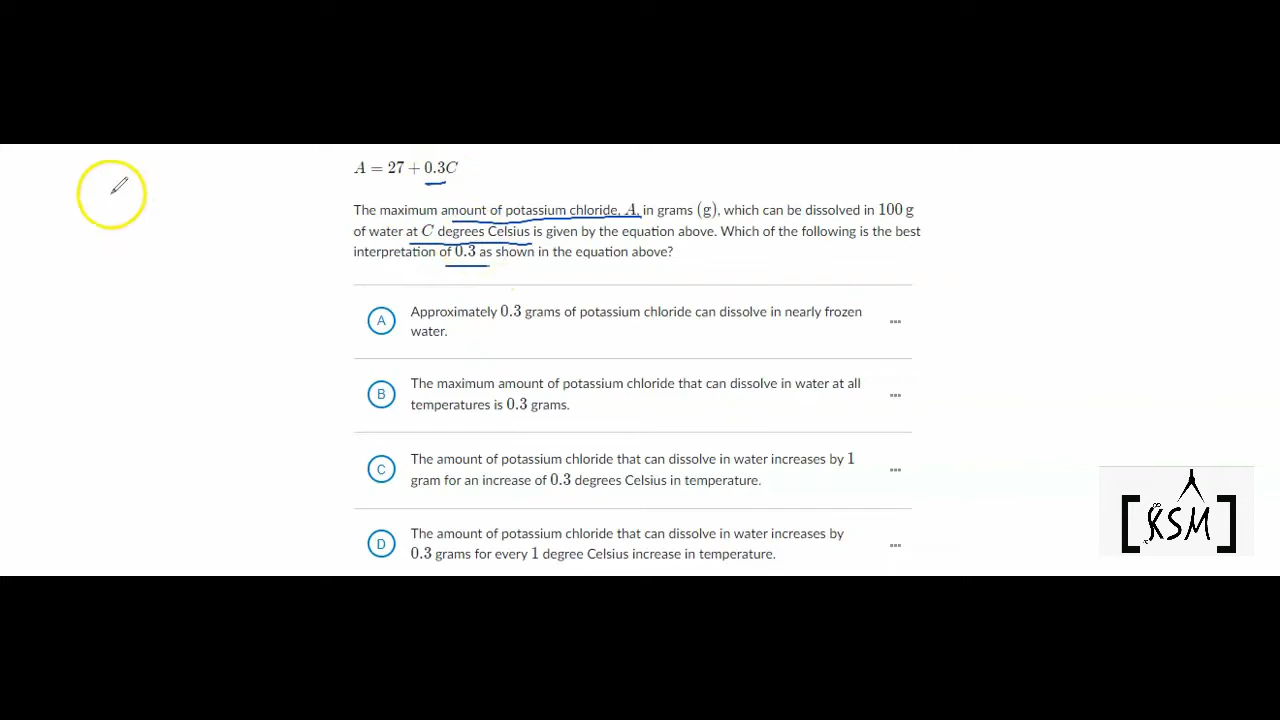 A = 27 + 0.3C
The maximum amount of potassium chloride, A, in grams (g), which can be dissolved in 100 g
of water at C degrees Celsius is given by the equation above. Which of the following is the best
interpretation of 0.3 as shown in the equation above?
A
Approximately 0.3 grams of potassium chloride can dissolve in nearly frozen
water.
B
The maximum amount of potassium chloride that can dissolve in water at all
temperatures is 0.3 grams.
C
The amount of potassium chloride that can dissolve in water increases by 1
gram for an increase of 0.3 degrees Celsius in temperature.
D
The amount of potassium chloride that can dissolve in water increases by
0.3 grams for every 1 degree Celsius increase in temperature.
[KSM]